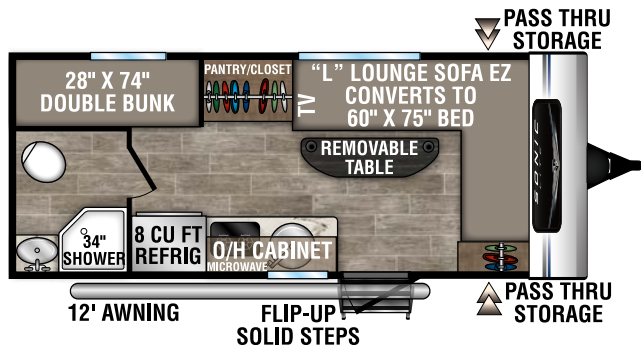 PASS THRU
STORAGE
28" X 74"
DOUBLE BUNK
PANTRY/CLOSET
TV
"L" LOUNGE SOFA EZ
CONVERTS TO
60" X 75" BED
REMOVABLE
TABLE
SONIC
34"
SHOWER
8 CU FT
REFRIG
O/H CABINET
MICROWAVE
12' AWNING
FLIP-UP
SOLID STEPS
PASS THRU
STORAGE